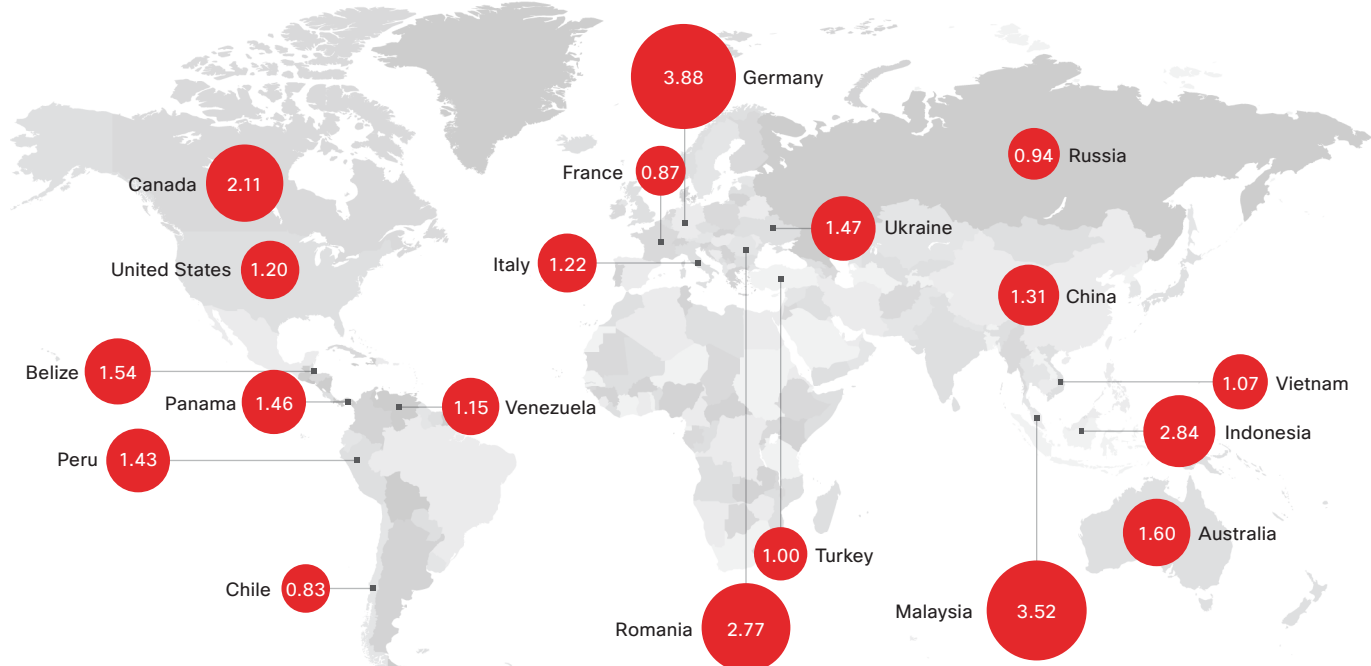 3.88 Germany
0.94 Russia
France 0.87
Canada 2.11
1.47 Ukraine
Italy 1.22
United States 1.20
1.31 China
Belize 1.54
1.07 Vietnam
Panama 1.46
1.15 Venezuela
2.84 Indonesia
Peru 1.43
1.60 Australia
1.00 Turkey
Chile 0.83
Malaysia 3.52
Romania 2.77